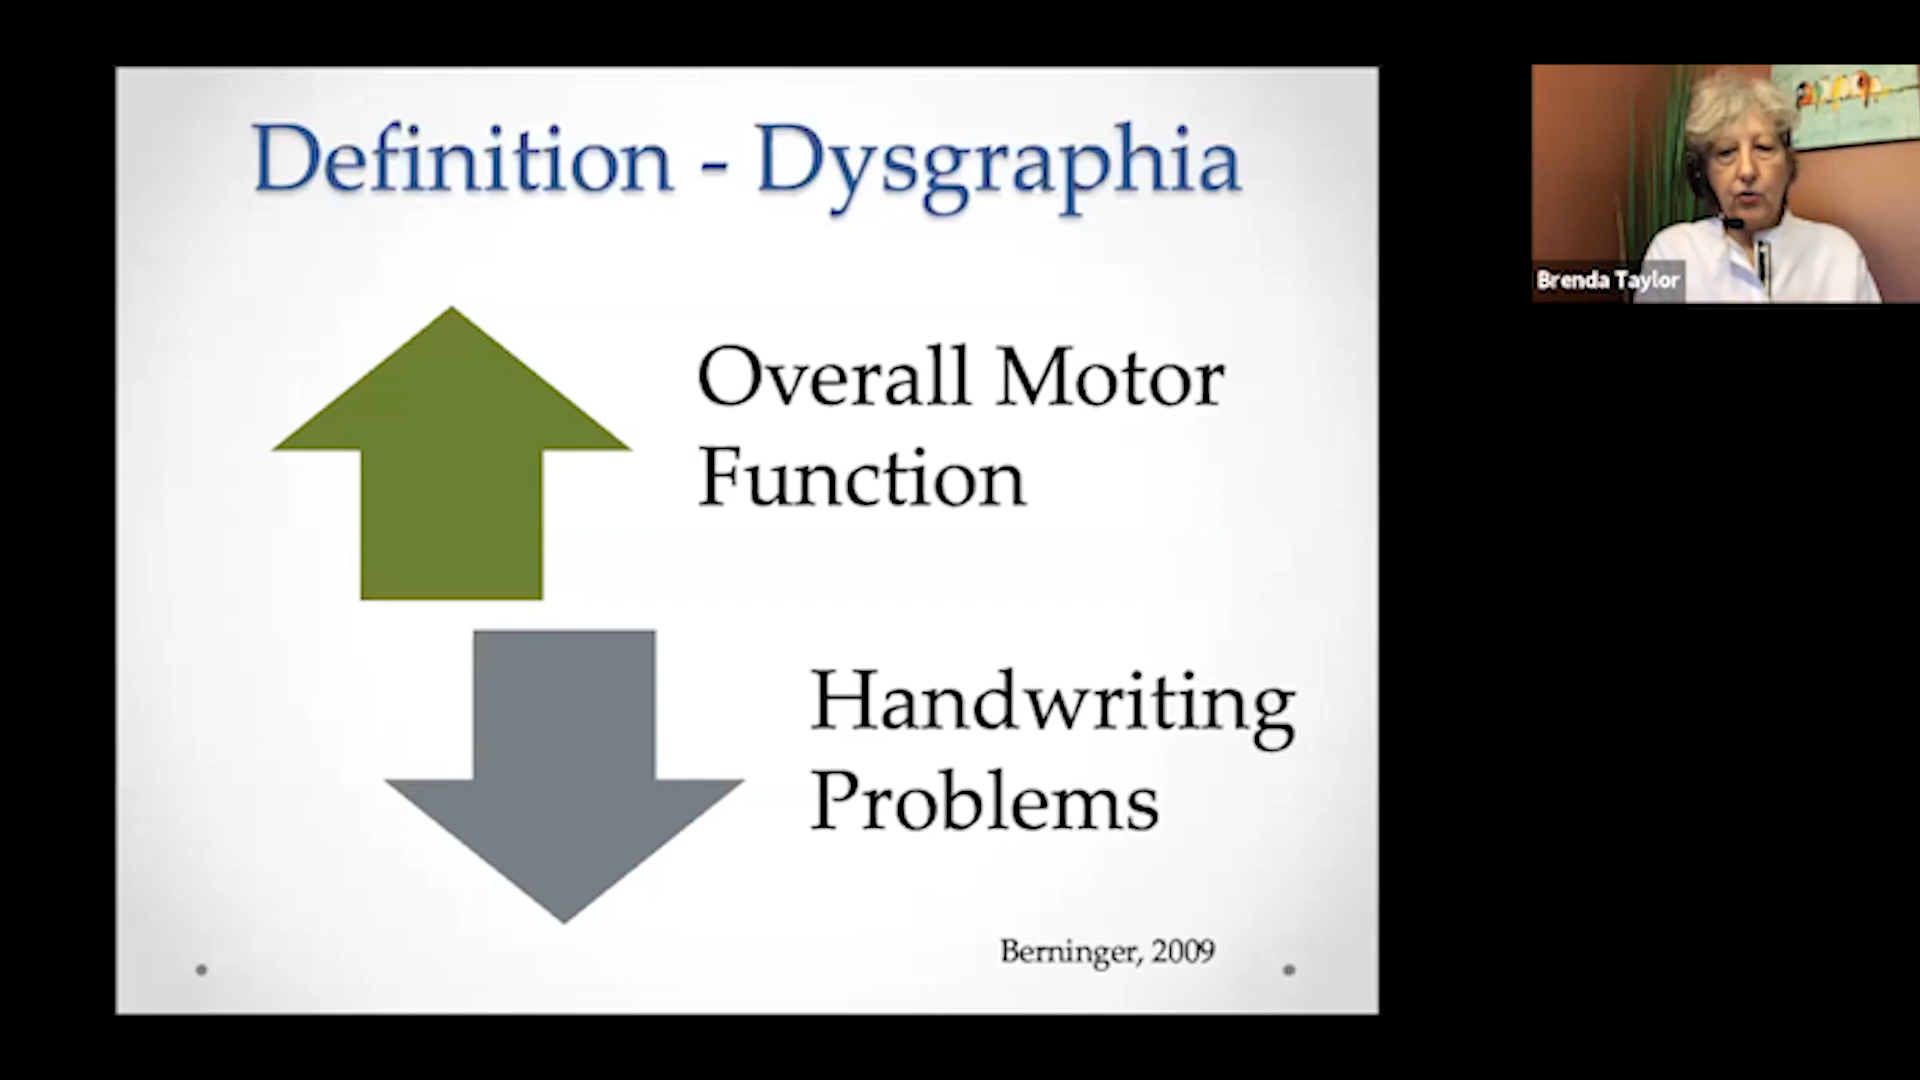 Definition - Dysgraphia
Overall Motor
Function
Handwriting
Problems
Berninger, 2009
Brenda Taylor